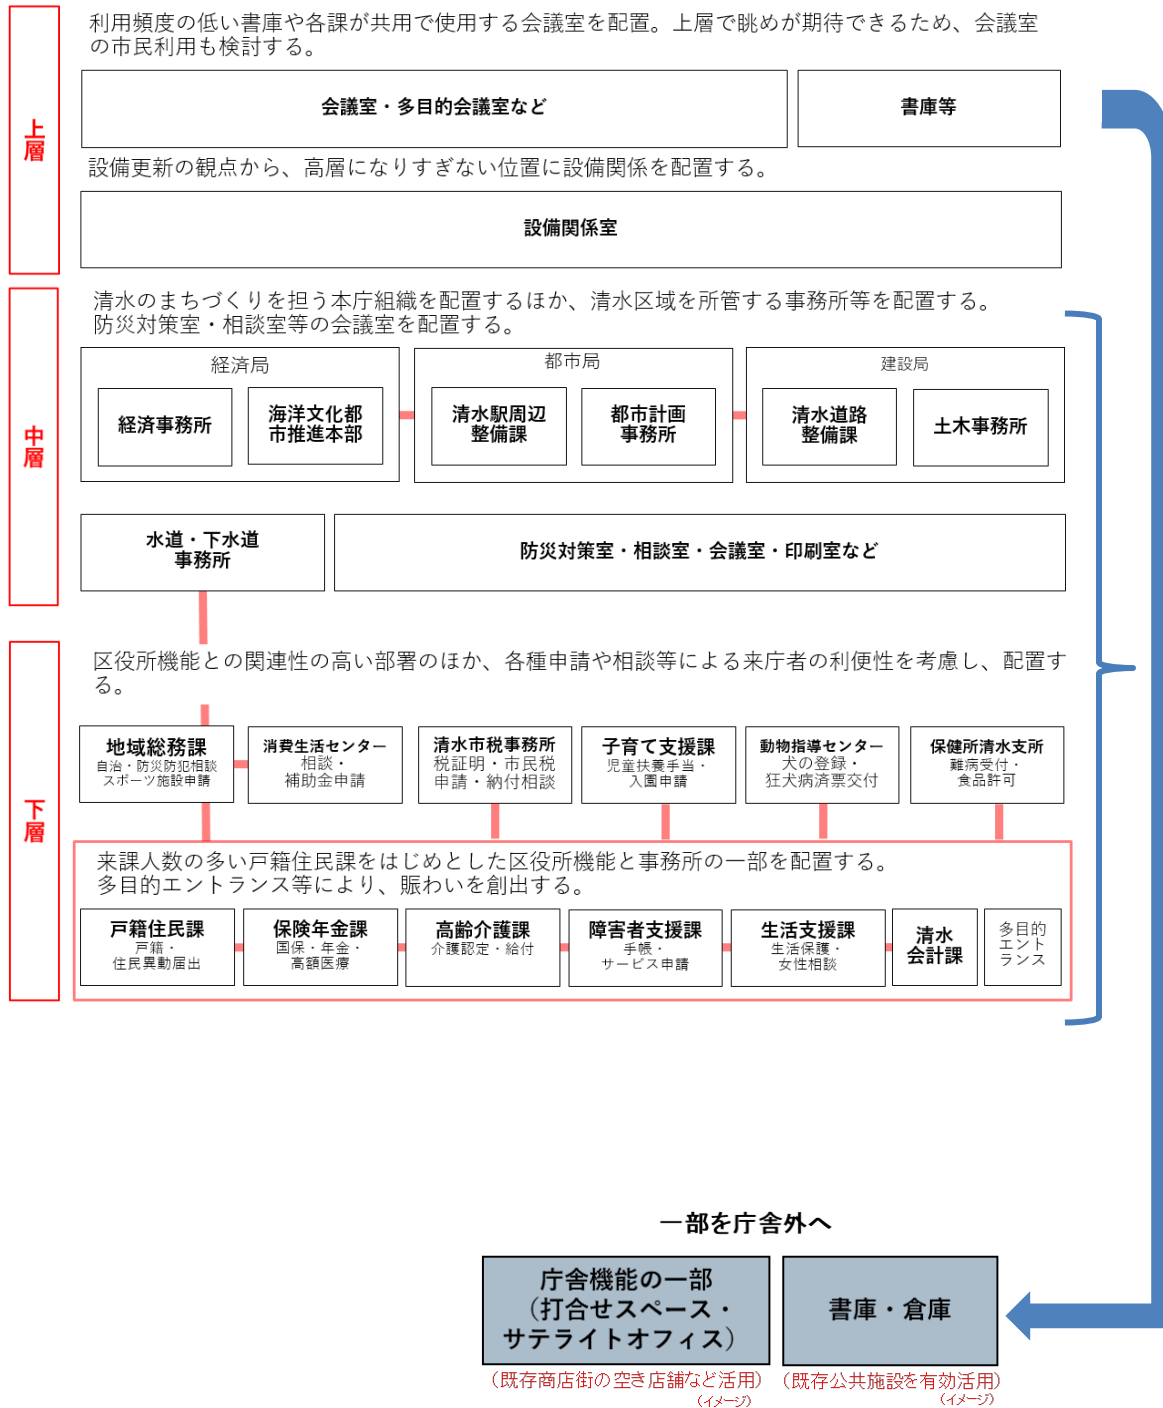 利用頻度の低い書庫や各課が共用で使用する会議室を配置。上層で眺めが期待できるため、会議室
の市民利用も検討する。
上層
会議室・多目的会議室など
書庫等
設備更新の観点から、高層になりすぎない位置に設備関係を配置する。
設備関係室
中層
清水のまちづくりを担う本庁組織を配置するほか、清水区域を所管する事務所等を配置する。
防災対策室・相談室等の会議室を配置する。
経済局
経済事務所
海洋文化都
市推進本部
都市局
清水駅周辺
整備課
都市計画
事務所
建設局
清水道路
整備課
土木事務所
水道・下水道
事務所
防災対策室・相談室・会議室・印刷室など
下層
区役所機能との関連性の高い部署のほか、各種申請や相談等による来庁者の利便性を考慮し、配置す
る。
地域総務課
自治・防災防犯相談
スポーツ施設申請
消費生活センター
相談・
補助金申請
清水市税事務所
税証明・市民税
申請・納付相談
子育て支援課
児童扶養手当・
入園申請
動物指導センター
犬の登録・
狂犬病済票交付
保健所清水支所
難病受付・
食品許可
来課人数の多い戸籍住民課をはじめとした区役所機能と事務所の一部を配置する。
多目的エントランス等により、賑わいを創出する。
戸籍住民課
戸籍・
住民異動届出
保険年金課
国保・年金・
高額医療
高齢介護課
介護認定・給付
障害者支援課
手帳・
サービス申請
生活支援課
生活保護・
女性相談
清水
会計課
多目的
エント
ランス
一部を庁舎外へ
庁舎機能の一部
（打合せスペース・
サテライトオフィス）
書庫・倉庫
（既存商店街の空き店舗など活用）
（イメージ）
（既存公共施設を有効活用）
（イメージ）